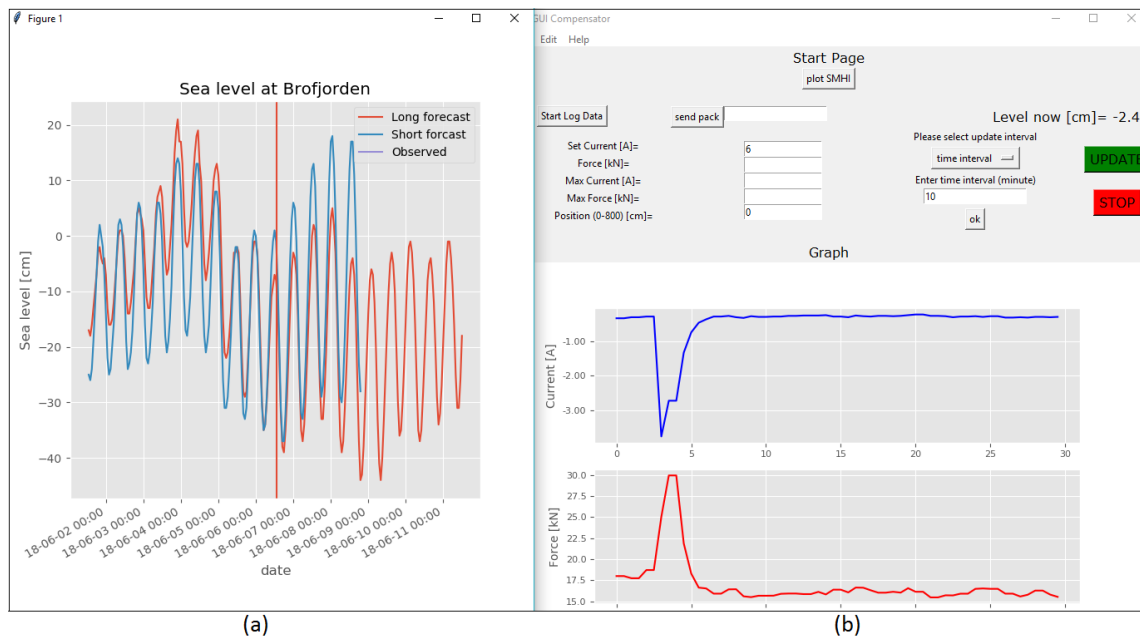 Figure 1
Sea level at Brofjorden
Long forecast
Short forcast
Observed
20
10
0
−10
−20
−30
−40
Sea level [cm]
18-06-02 00:00
18-06-03 00:00
18-06-04 00:00
18-06-05 00:00
18-06-06 00:00
18-06-07 00:00
18-06-08 00:00
18-06-09 00:00
18-06-10 00:00
18-06-11 00:00
date
(a)
GUI Compensator
Edit Help
Start Page
plot SMHI
Start Log Data
send pack
Level now [cm]= -2.4
Please select update interval
Set Current [A]= 6
time interval
UPDATE
Force [kN]=
Max Current [A]=
Enter time interval (minute)
Max Force [kN]=
10
STOP
Position (0-800) [cm]= 0
ok
Graph
-1.00
-2.00
-3.00
Current [A]
0 5 10 15 20 25 30
30.0
27.5
25.0
22.5
20.0
17.5
15.0
Force [kN]
(b)